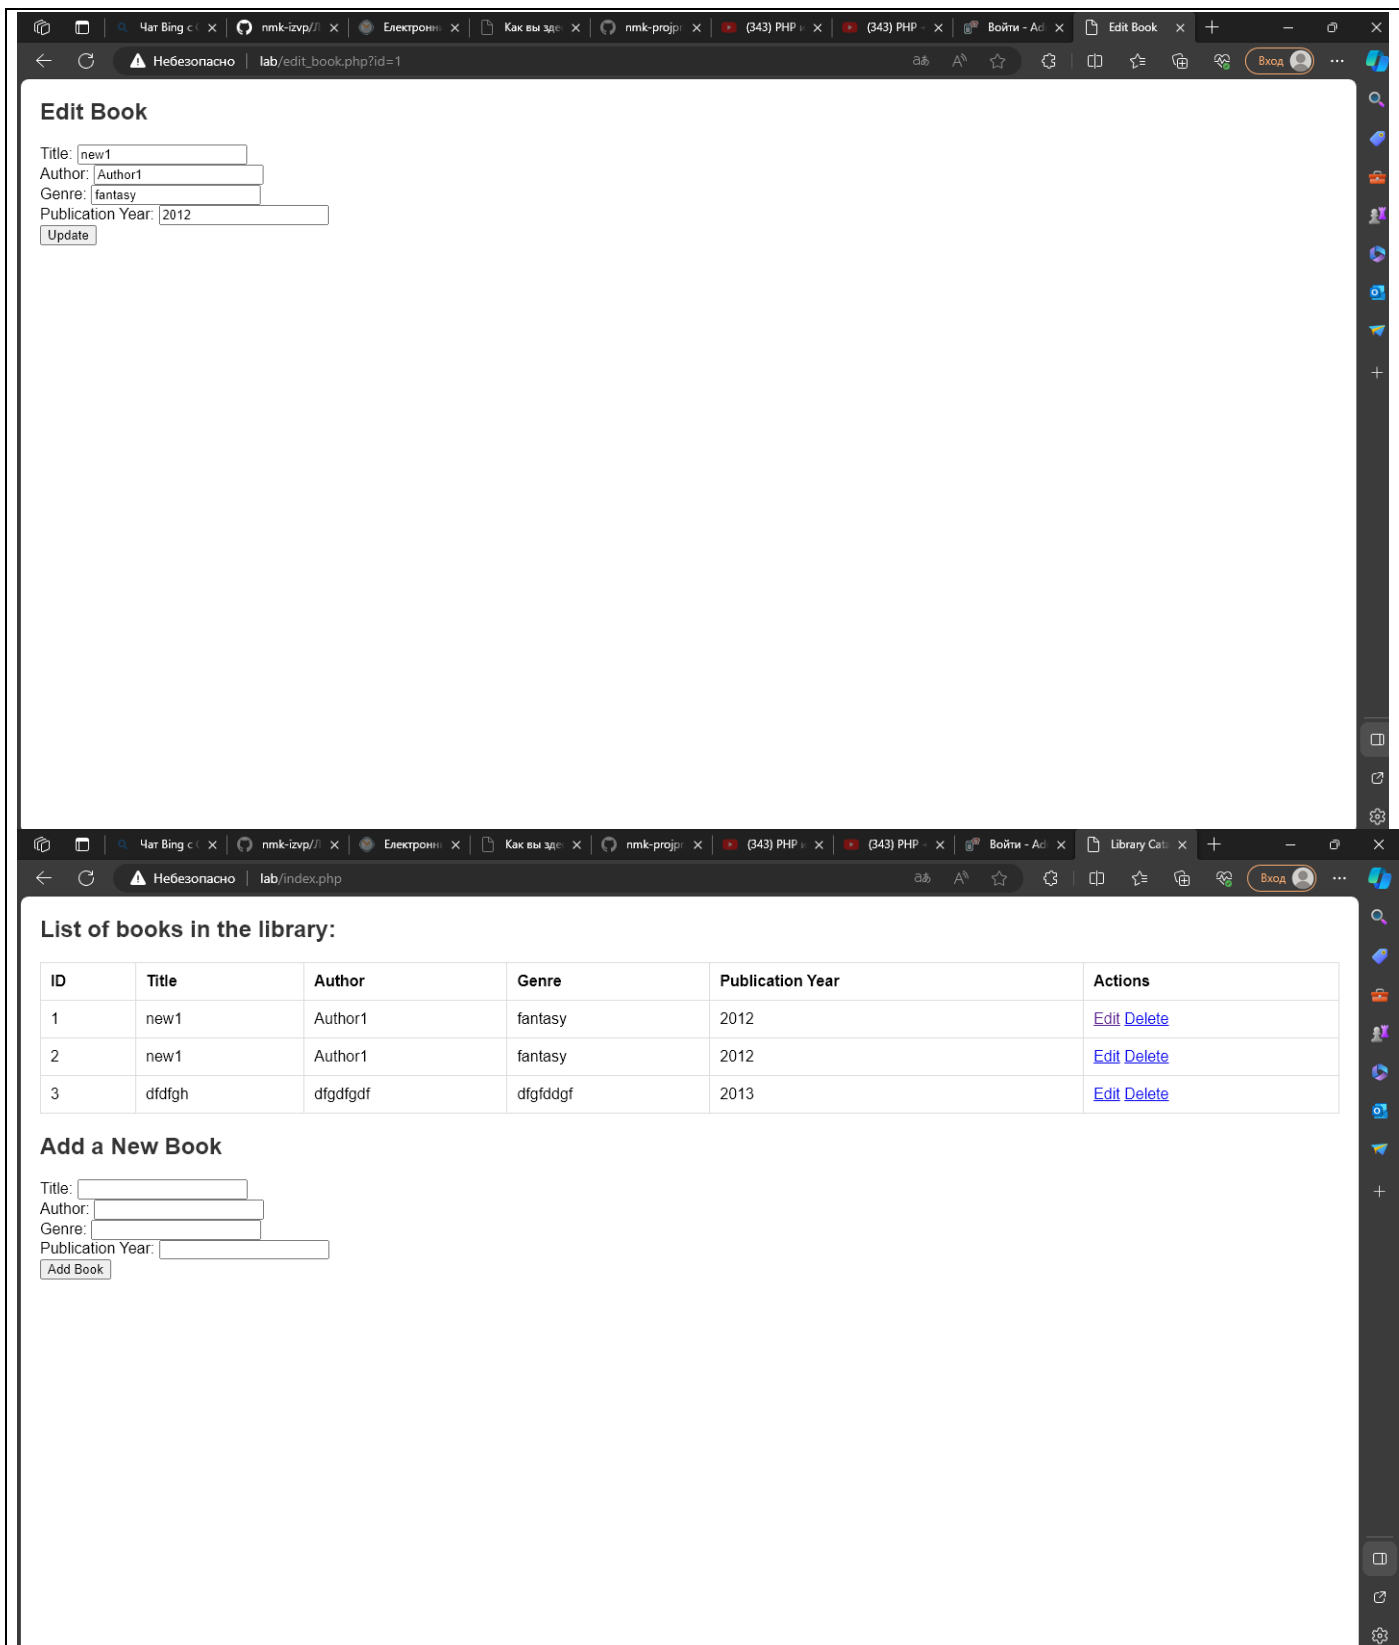 Чат Bing с nmk-izvp/Л Електронн Как вы зде nmk-projpr (343) PHP и (343) PHP - Войти - Ad Edit Book
Небезопасно lab/edit_book.php?id=1 Вход
Edit Book
Title: new1
Author: Author1
Genre: fantasy
Publication Year: 2012
Update
Чат Bing с nmk-izvp/Л Електронн Как вы зде nmk-projpr (343) PHP и (343) PHP - Войти - Ad Library Cata
Небезопасно lab/index.php Вход
List of books in the library:
ID Title Author Genre Publication Year Actions
1 new1 Author1 fantasy 2012 Edit Delete
2 new1 Author1 fantasy 2012 Edit Delete
3 dfdfgh dfgdfgdf dfgfddgf 2013 Edit Delete
Add a New Book
Title:
Author:
Genre:
Publication Year:
Add Book